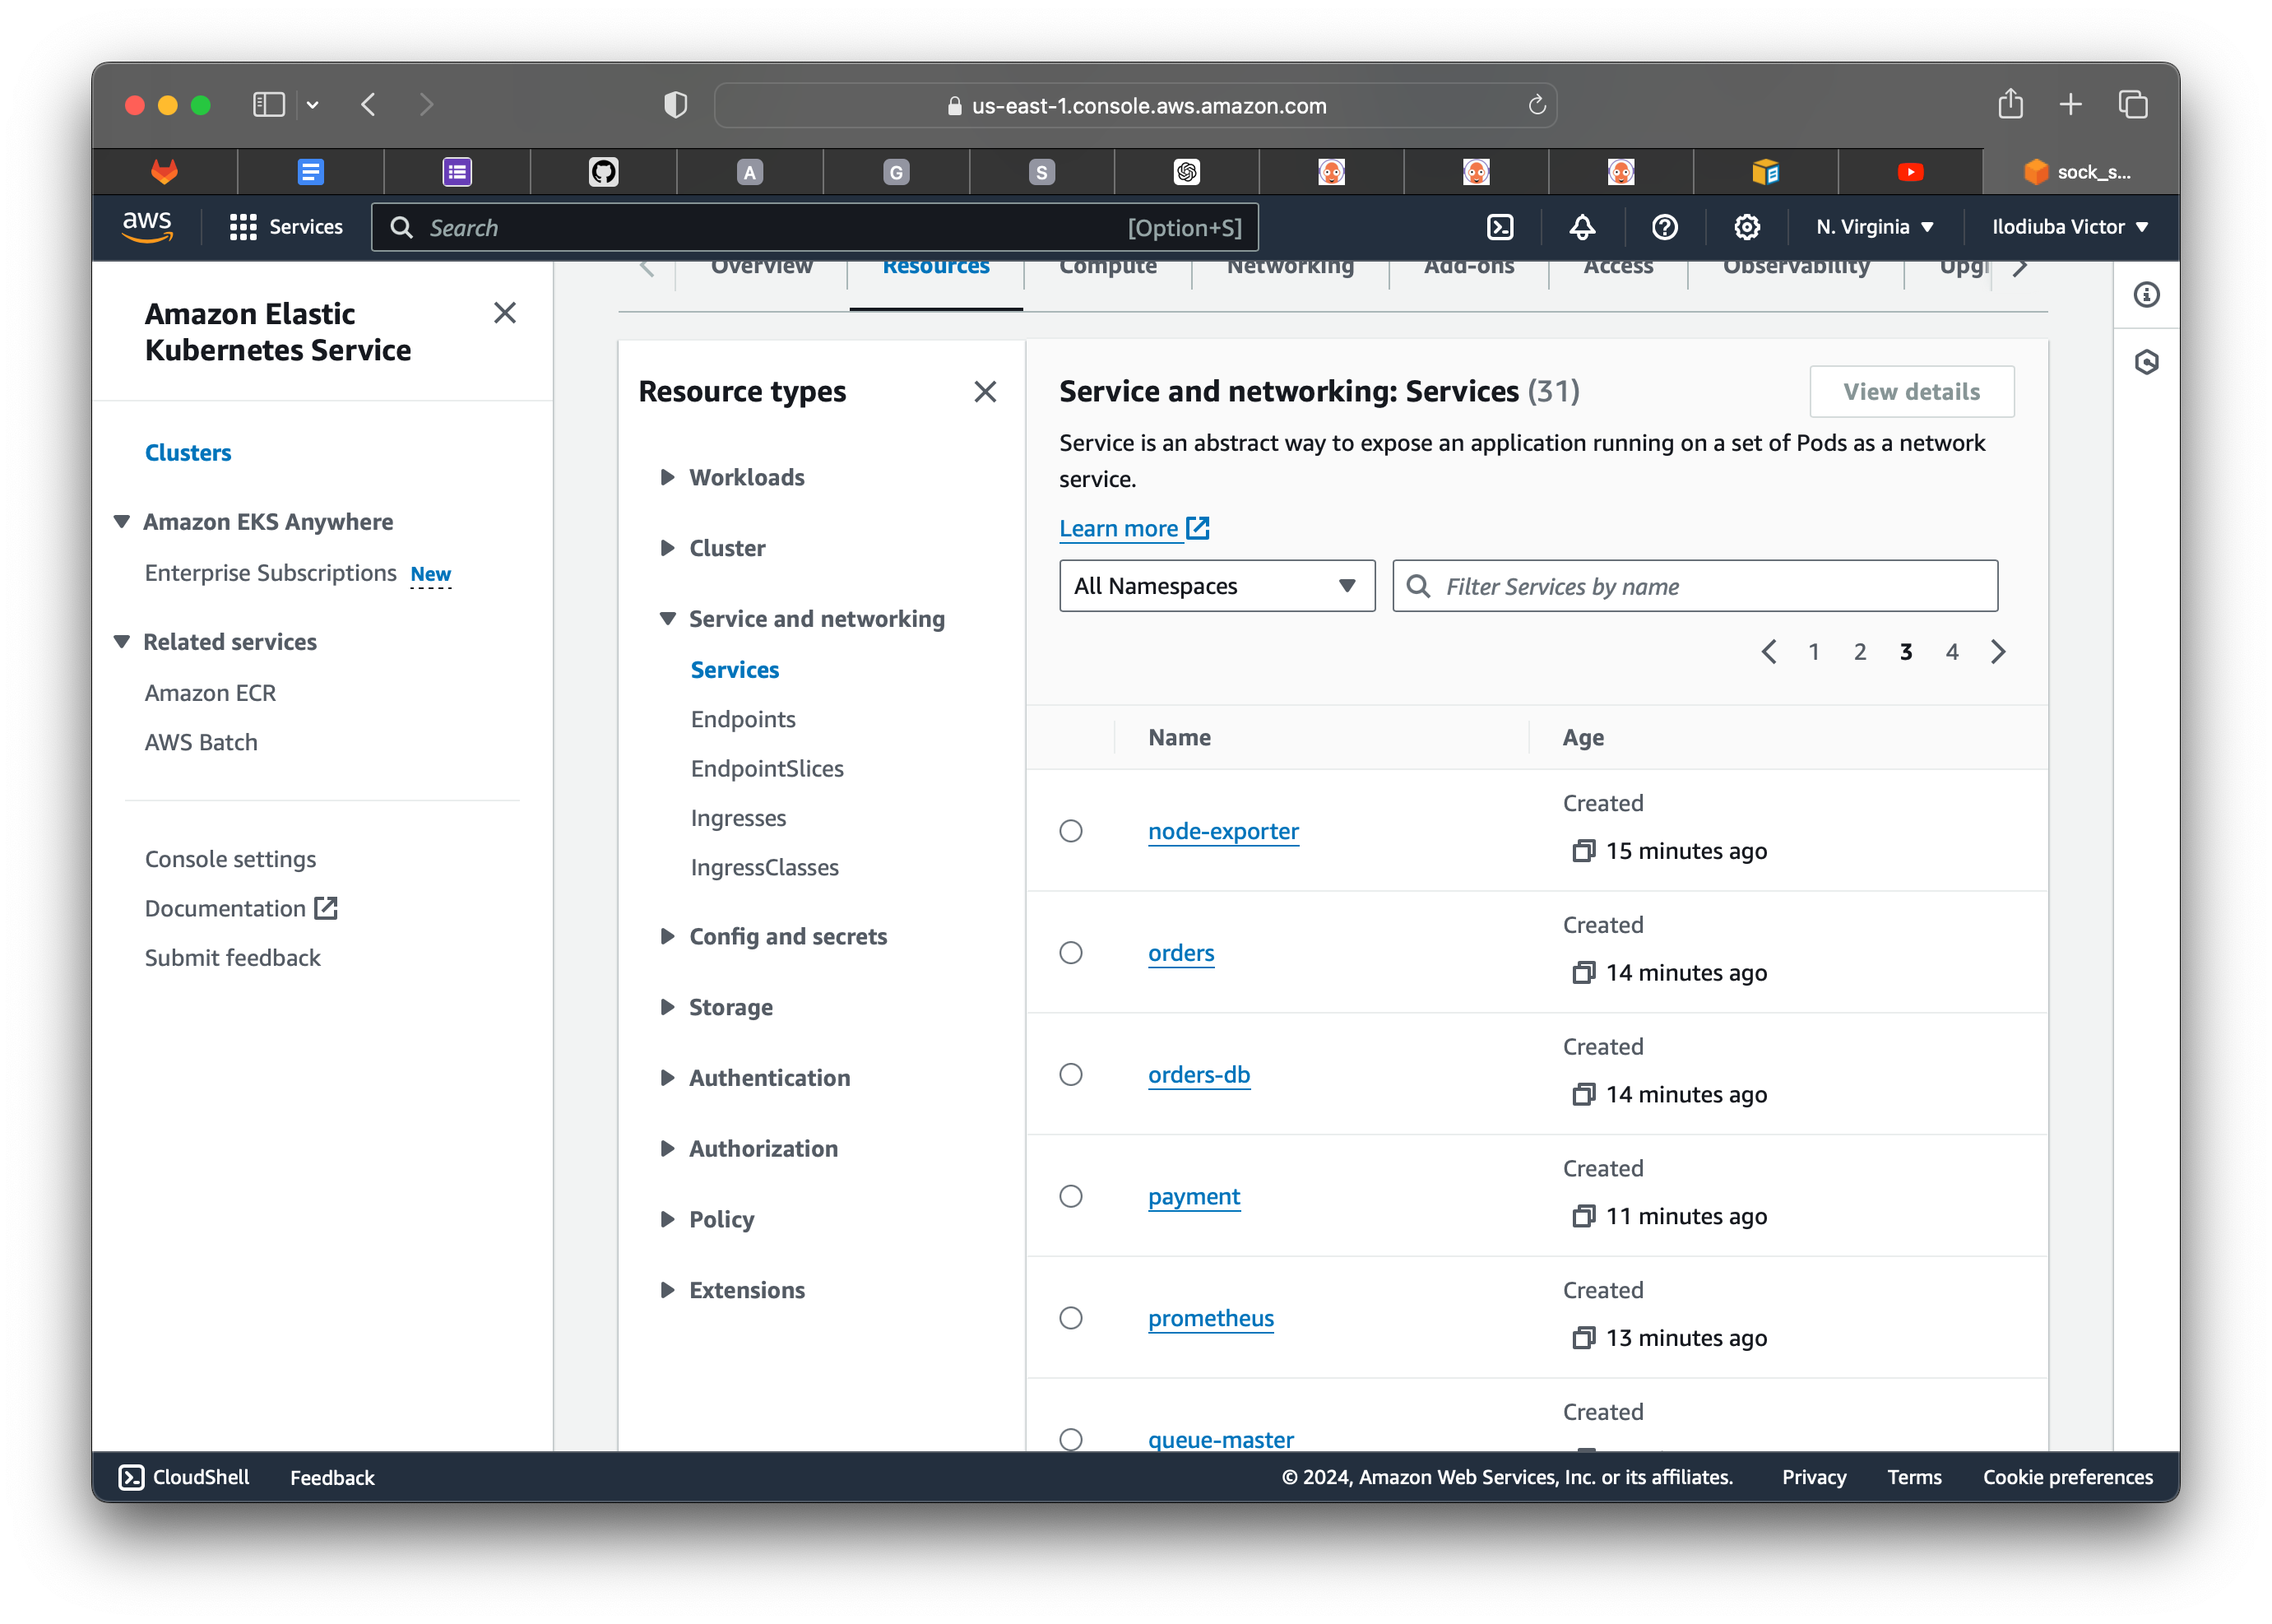 us-east-1.console.aws.amazon.com
A
G
S
sock_s...
aws
Services
Search
[Option+S]
N. Virginia
Ilodiuba Victor
Overview
Resources
Compute
Networking
Add-ons
Access
Observability
Amazon Elastic
Kubernetes Service
Clusters
Amazon EKS Anywhere
Enterprise Subscriptions New
Related services
Amazon ECR
AWS Batch
Console settings
Documentation
Submit feedback
Resource types
Workloads
Cluster
Service and networking
Services
Endpoints
EndpointSlices
Ingresses
IngressClasses
Config and secrets
Storage
Authentication
Authorization
Policy
Extensions
Service and networking: Services (31)
View details
Service is an abstract way to expose an application running on a set of Pods as a network
service.
Learn more
All Namespaces
Filter Services by name
1 2 3 4
Name Age
node-exporter
Created
15 minutes ago
orders
Created
14 minutes ago
orders-db
Created
14 minutes ago
payment
Created
11 minutes ago
prometheus
Created
13 minutes ago
queue-master
Created
CloudShell
Feedback
© 2024, Amazon Web Services, Inc. or its affiliates.
Privacy
Terms
Cookie preferences